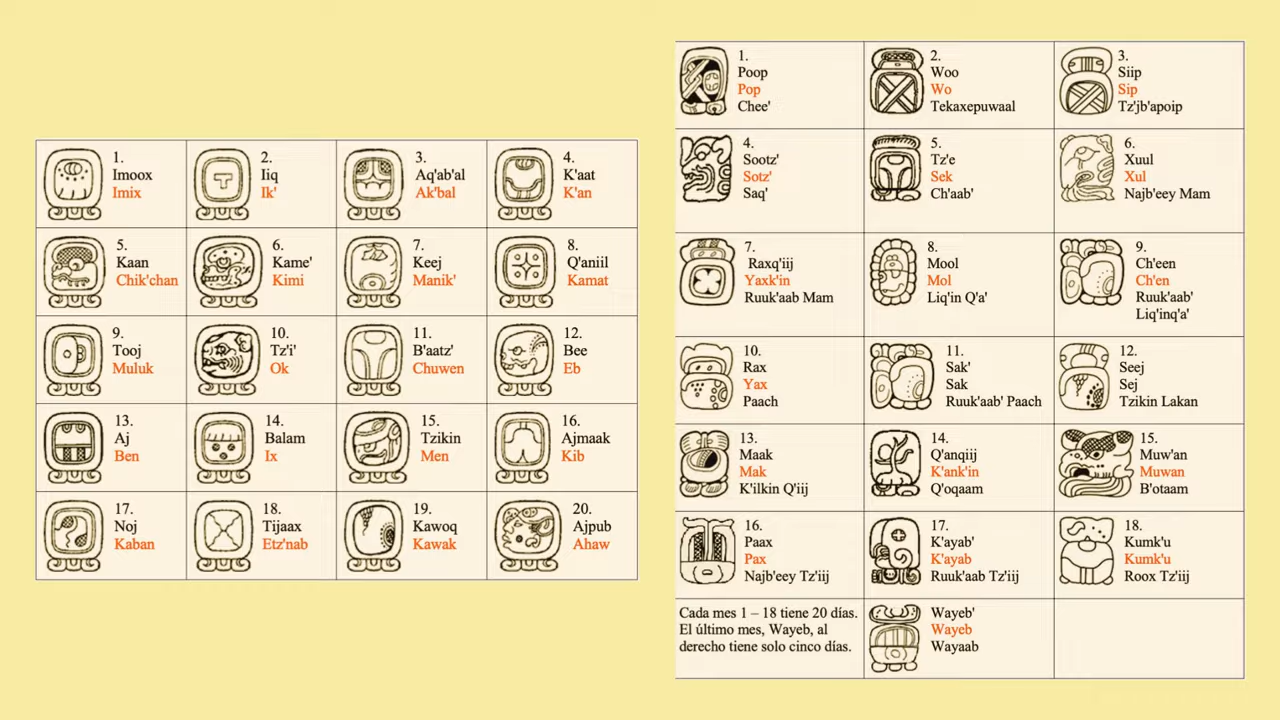 1.
Imoox
Imix
2.
Iiq
Ik'
3.
Aq'ab'al
Ak'bal
4.
K'aat
K'an
5.
Kaan
Chik'chan
6.
Kame'
Kimi
7.
Keej
Manik'
8.
Q'aniil
Kamat
9.
Tooj
Muluk
10.
Tz'i'
Ok
11.
B'aatz'
Chuwen
12.
Bee
Eb
13.
Aj
Ben
14.
Balam
Ix
15.
Tzikin
Men
16.
Ajmaak
Kib
17.
Noj
Kaban
18.
Tijaax
Etz'nab
19.
Kawoq
Kawak
20.
Ajpub
Ahaw
1.
Poop
Pop
Chee'
2.
Woo
Wo
Tekaxepuwaal
3.
Siip
Sip
Tz'jb'apoip
4.
Sootz'
Sotz'
Saq'
5.
Tz'e
Sek
Ch'aab'
6.
Xuul
Xul
Najb'eey Mam
7.
Raxq'iij
Yaxk'in
Ruuk'aab Mam
8.
Mool
Mol
Liq'in Q'a'
9.
Ch'een
Ch'en
Ruuk'aab'
Liq'inq'a'
10.
Rax
Yax
Paach
11.
Sak'
Sak
Ruuk'aab' Paach
12.
Seej
Sej
Tzikin Lakan
13.
Maak
Mak
K'ilkin Q'iij
14.
Q'anqiij
K'ank'in
Q'oqaam
15.
Muw'an
Muwan
B'otaam
16.
Paax
Pax
Najb'eey Tz'iij
17.
K'ayab'
K'ayab
Ruuk'aab Tz'iij
18.
Kumk'u
Kumk'u
Roox Tz'iij
Cada mes 1 – 18 tiene 20 días.
El último mes, Wayeb, al
derecho tiene solo cinco días.
Wayeb'
Wayeb
Wayaab